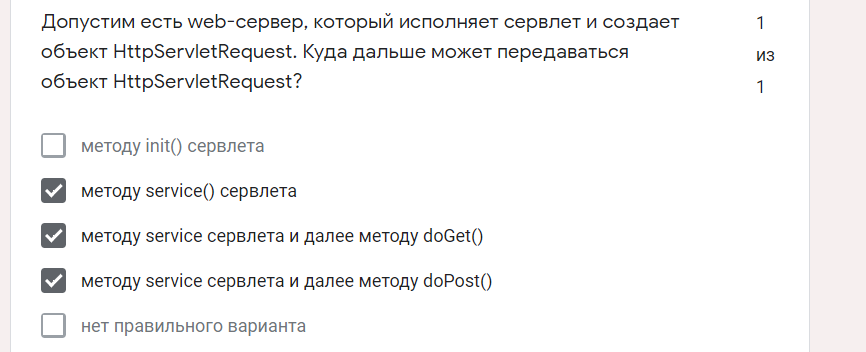 Допустим есть web-сервер, который исполняет сервлет и создает
объект HttpServletRequest. Куда дальше может передаваться
объект HttpServletRequest?
1
из
1
методу init() сервлета
методу service() сервлета
методу service сервлета и далее методу doGet()
методу service сервлета и далее методу doPost()
нет правильного варианта